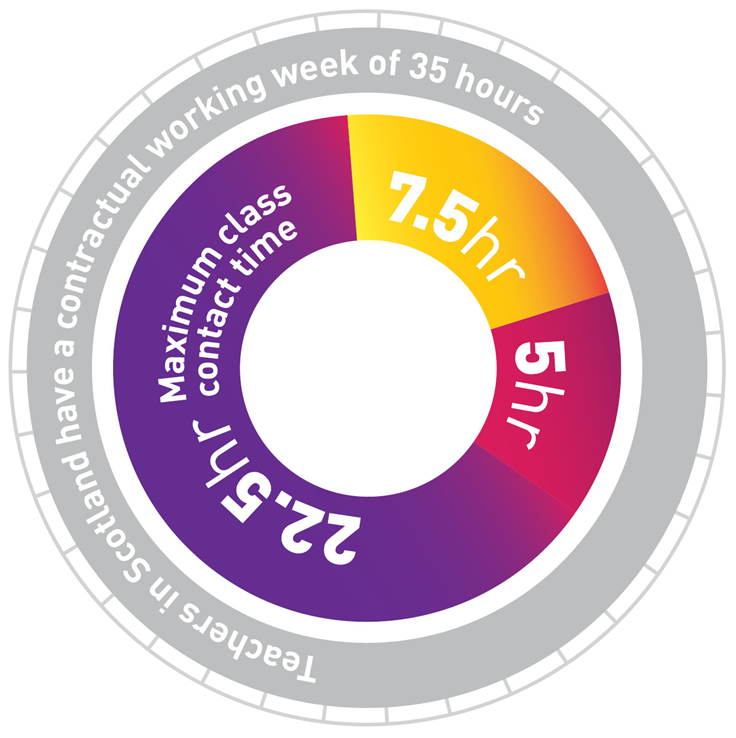 Teachers in Scotland have a contractual working week of 35 hours
7.5hr
5hr
22.5hr
Maximum class
contact time